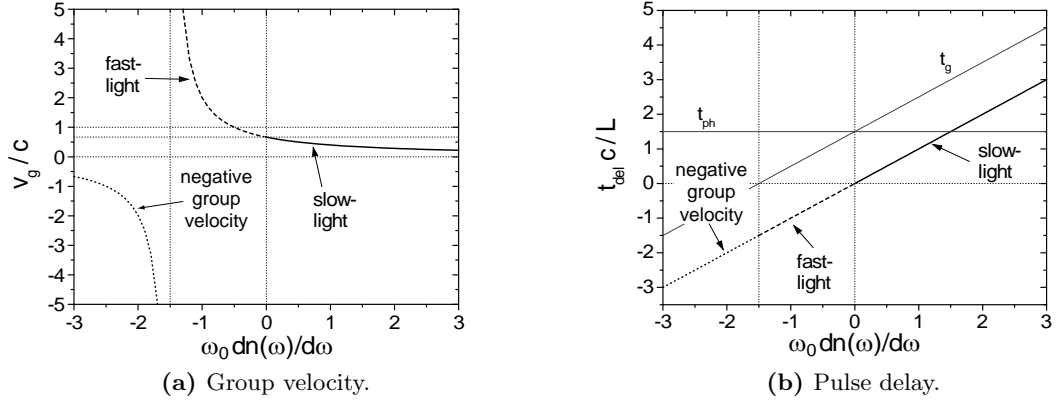 5
4
3
2
1
0
-1
-2
-3
-4
-5
v_g / c
fast-
light
negative
group
velocity
slow-
light
-3 -2 -1 0 1 2 3
ω₀ dn(ω)/dω
(a) Group velocity.
5
4
3
2
1
0
-1
-2
-3
t_del c / L
t_g
t_ph
slow-
light
negative
group
velocity
fast-
light
-3 -2 -1 0 1 2 3
ω₀ dn(ω)/dω
(b) Pulse delay.